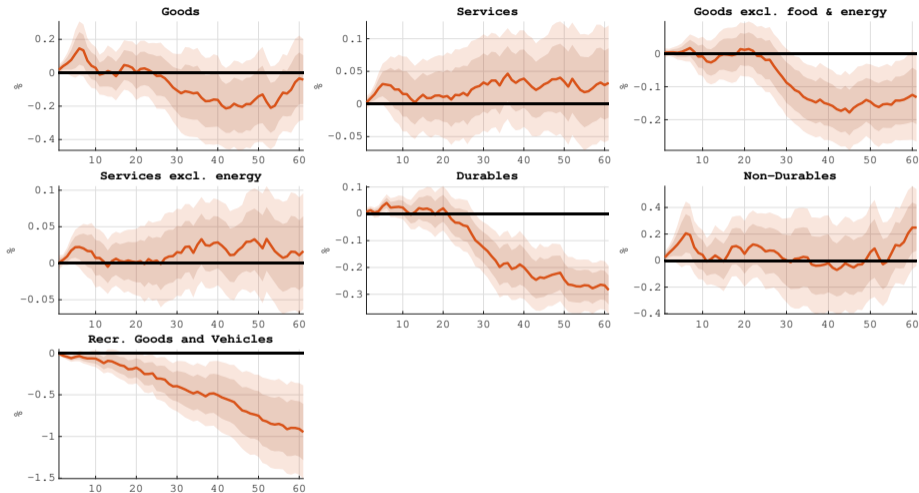 Goods
0.2
0
-0.2
-0.4
%
10 20 30 40 50 60
Services
0.1
0.05
0
-0.05
%
10 20 30 40 50 60
Goods excl. food & energy
0
-0.1
-0.2
%
10 20 30 40 50 60
Services excl. energy
0.1
0.05
0
-0.05
%
10 20 30 40 50 60
Durables
0.1
0
-0.1
-0.2
-0.3
%
10 20 30 40 50 60
Non-Durables
0.4
0.2
0
-0.2
-0.4
%
10 20 30 40 50 60
Recr. Goods and Vehicles
0
-0.5
-1
-1.5
%
10 20 30 40 50 60